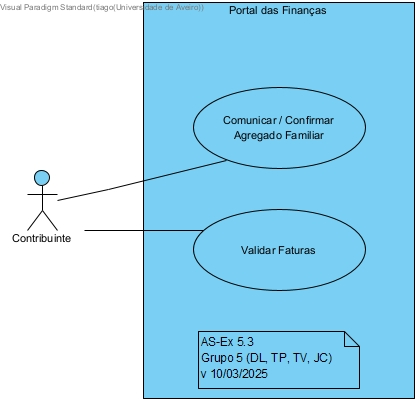 Visual Paradigm Standard(tiago(Universidade de Aveiro))
Portal das Finanças
Comunicar / Confirmar
Agregado Familiar
Contribuinte
Validar Faturas
AS-Ex 5.3
Grupo 5 (DL, TP, TV, JC)
v 10/03/2025